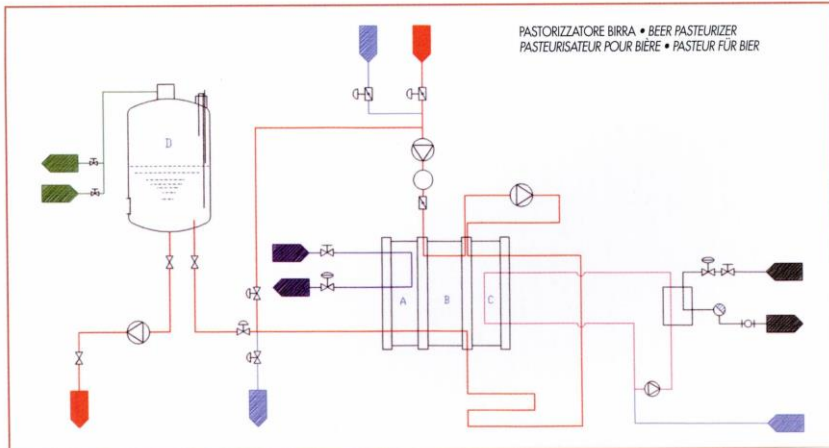 PASTORIZZATORE BIRRA • BEER PASTEURIZER
PASTEURISATEUR POUR BIÈRE • PASTEUR FÜR BIER
D
A
B
C